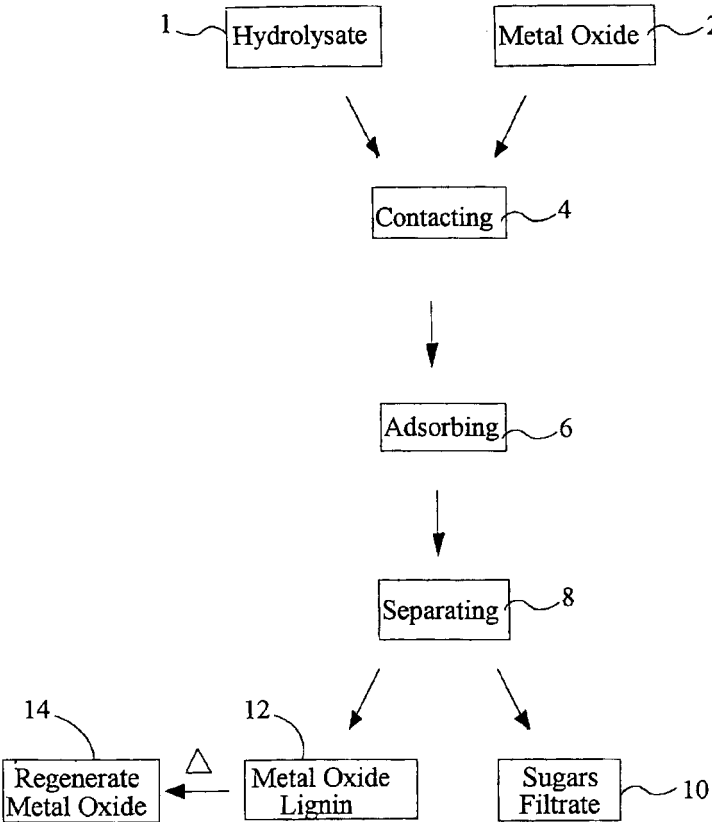 1 Hydrolysate
Metal Oxide 2
Contacting 4
Adsorbing 6
Separating 8
14
12
Regenerate
Metal Oxide
△
Metal Oxide
Lignin
Sugars
Filtrate
10